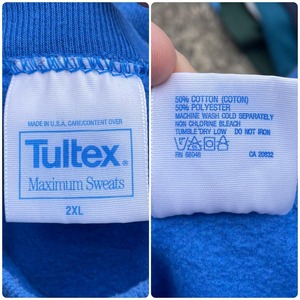 MADE IN U.S.A. CARE/CONTENT OVER
Tultex®
Maximum Sweats
2XL
50% COTTON (COTON)
50% POLYESTER
MACHINE WASH COLD SEPARATELY
NON CHLORINE BLEACH
TUMBLE DRY LOW DO NOT IRON
RN 66046 CA 20832